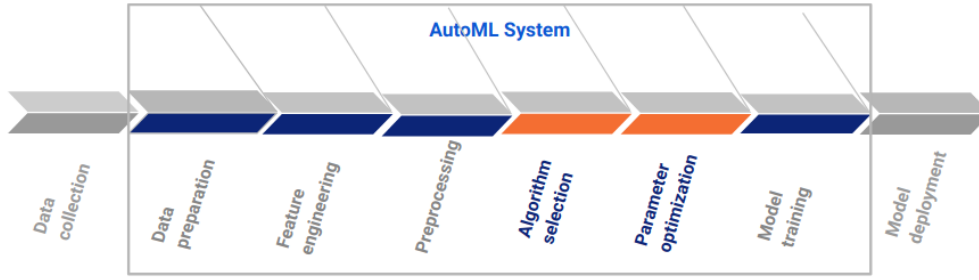 AutoML System
Data
collection
Data
preparation
Feature
engineering
Preprocessing
Algorithm
selection
Parameter
optimization
Model
training
Model
deployment